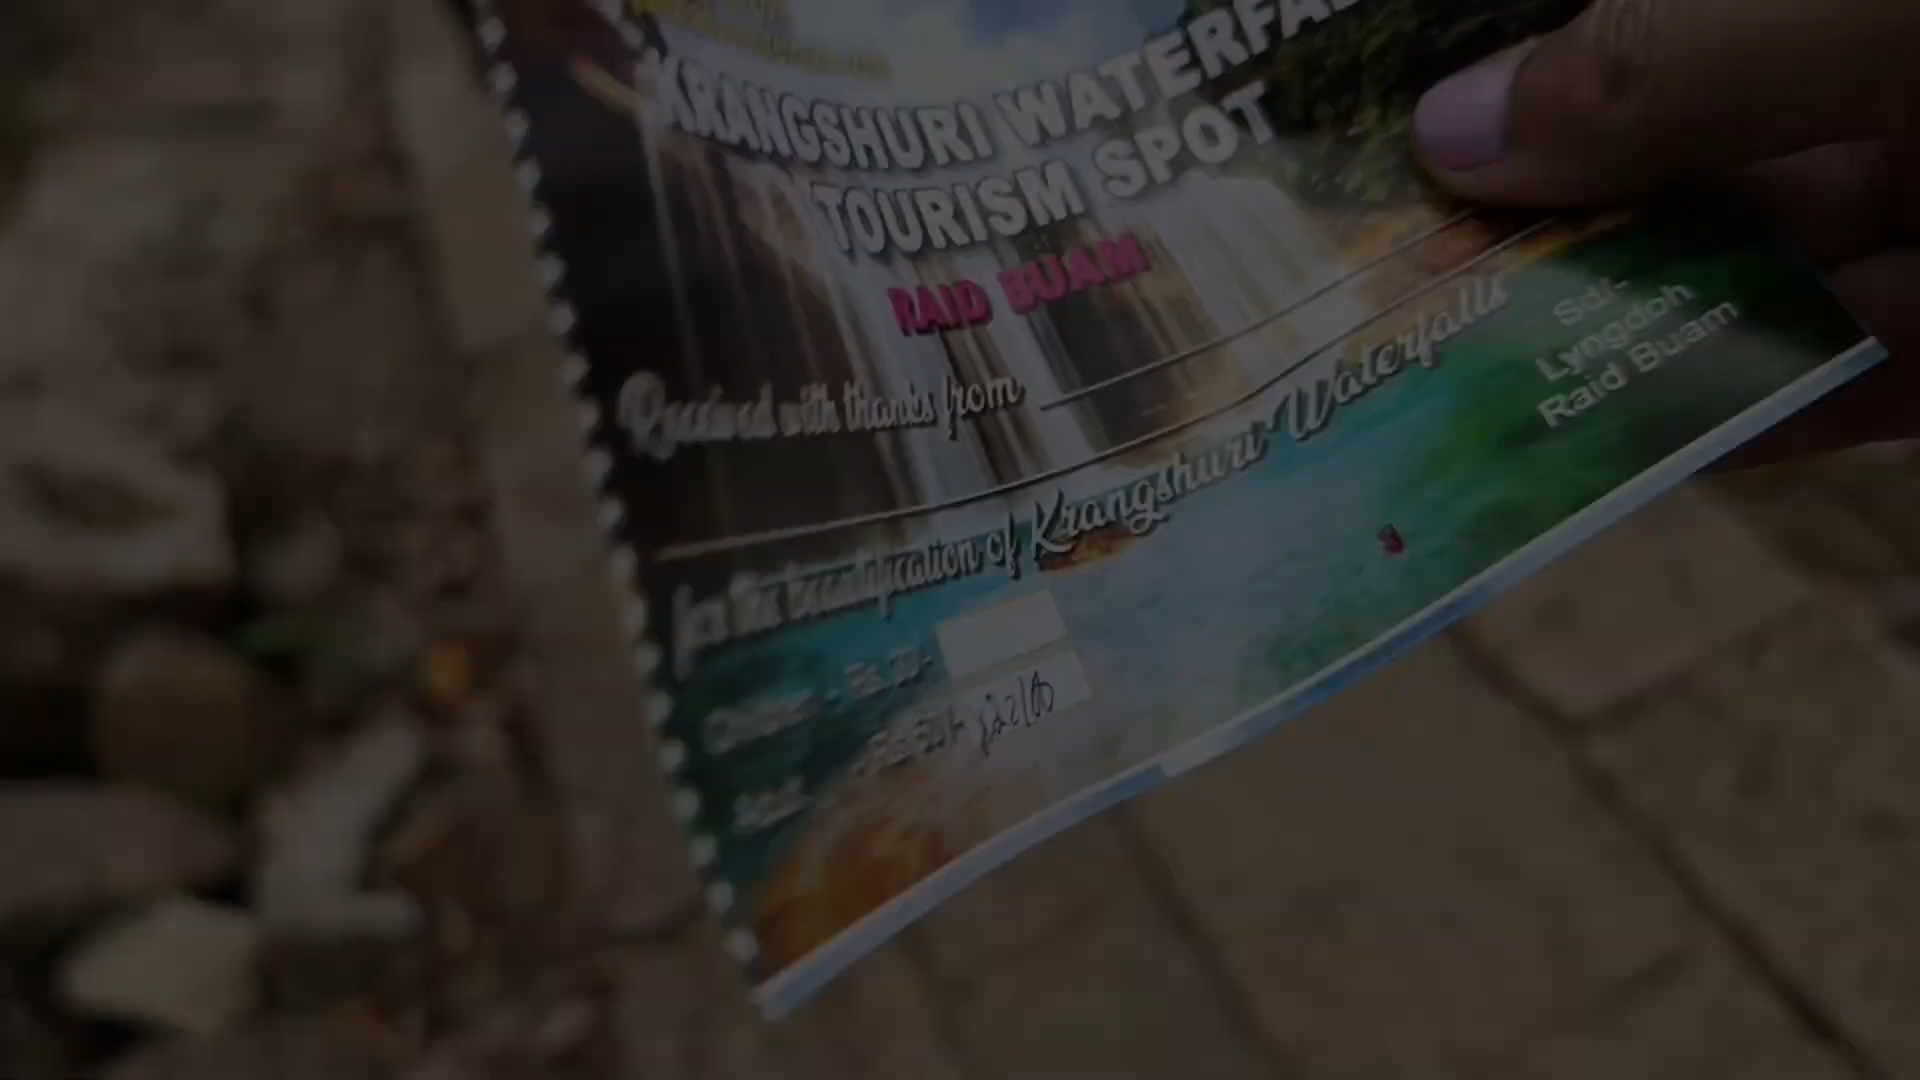 KRANGSHURI WATERFAL
TOURISM SPOT
RAID BUAM
Received with thanks from
for the beautification of Krangshuri Waterfalls
Sd/-
Lyngdoh
Raid Buam